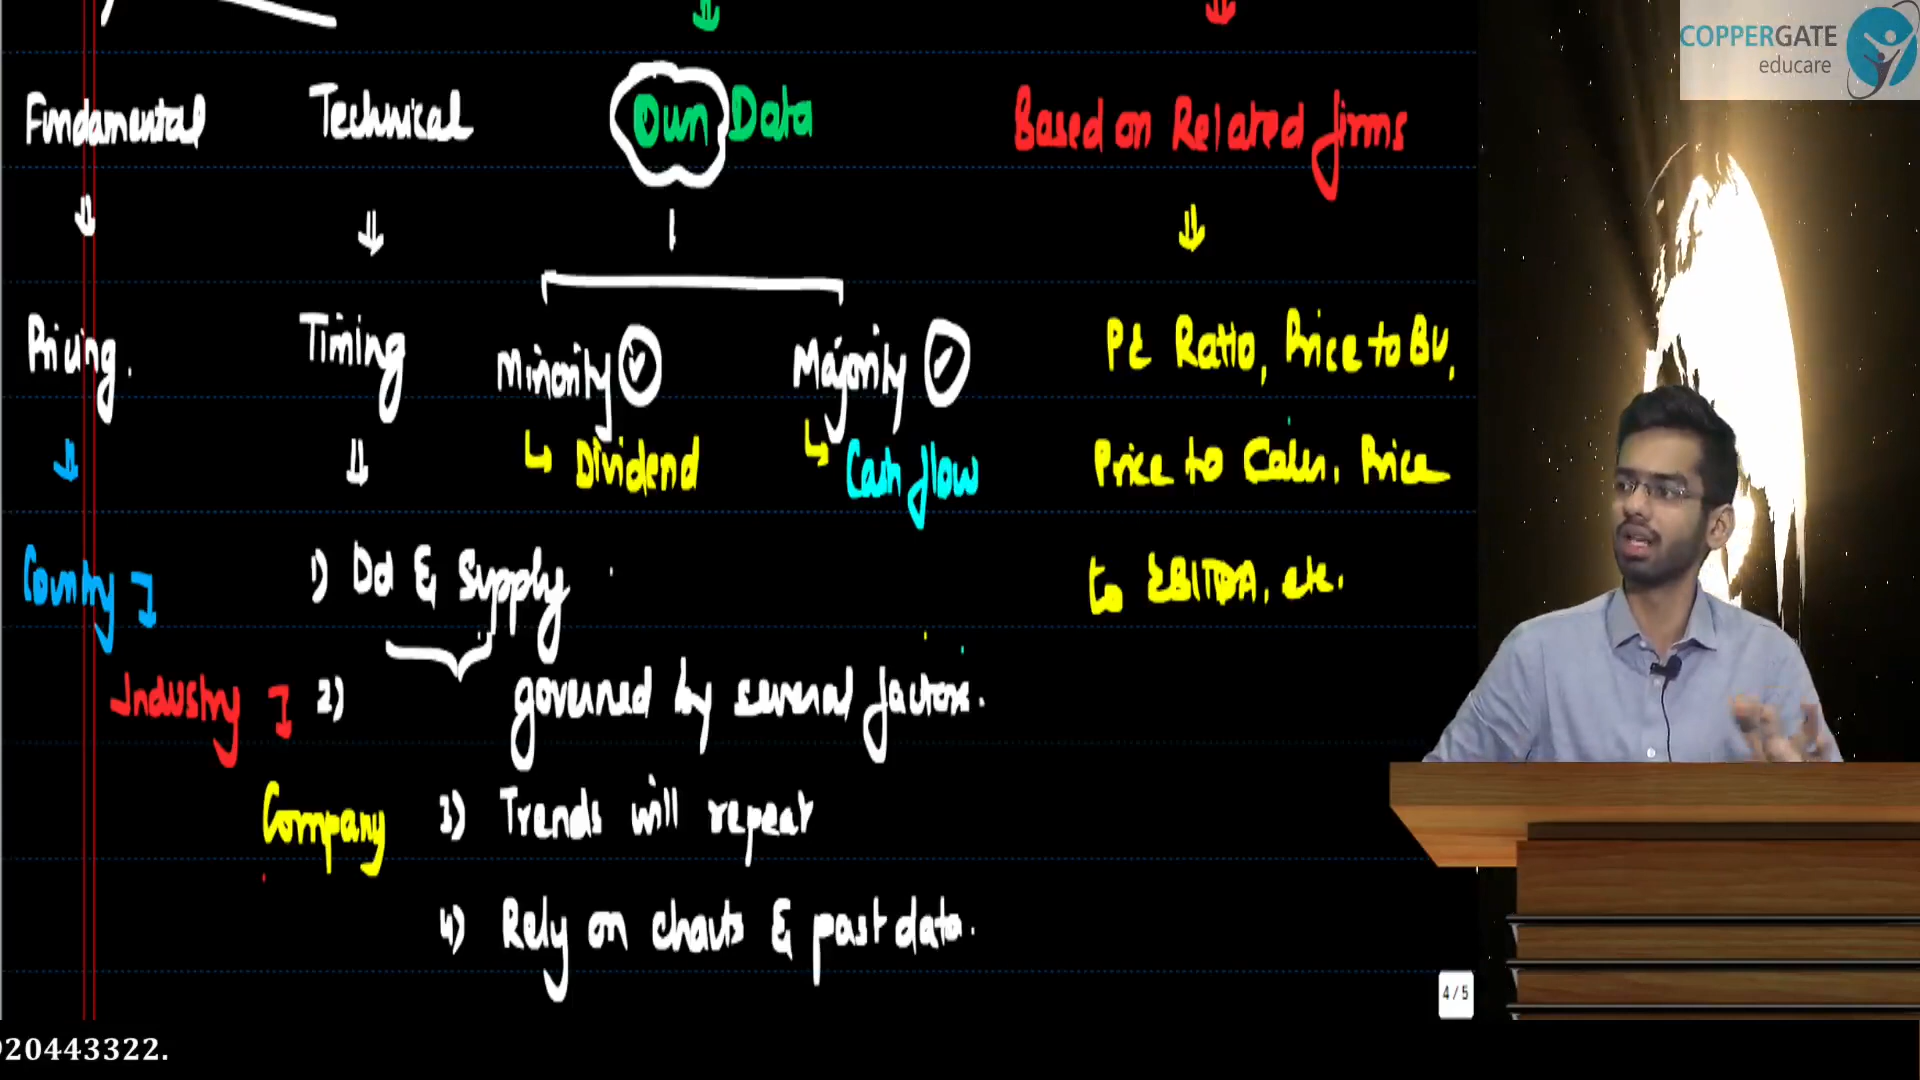 COPPERGATE
educare
Fundamental Technical Own Data Based on Related firms
Pricing. Timing Minority Majority PE Ratio, Price to BV,
Dividend Cash flow Price to Sales, Price
Country 1) Dd & Supply to EBITDA, etc.
Industry 2) governed by several factors.
Company 3) Trends will repeat
4) Rely on charts & past data.
4/5
920443322.